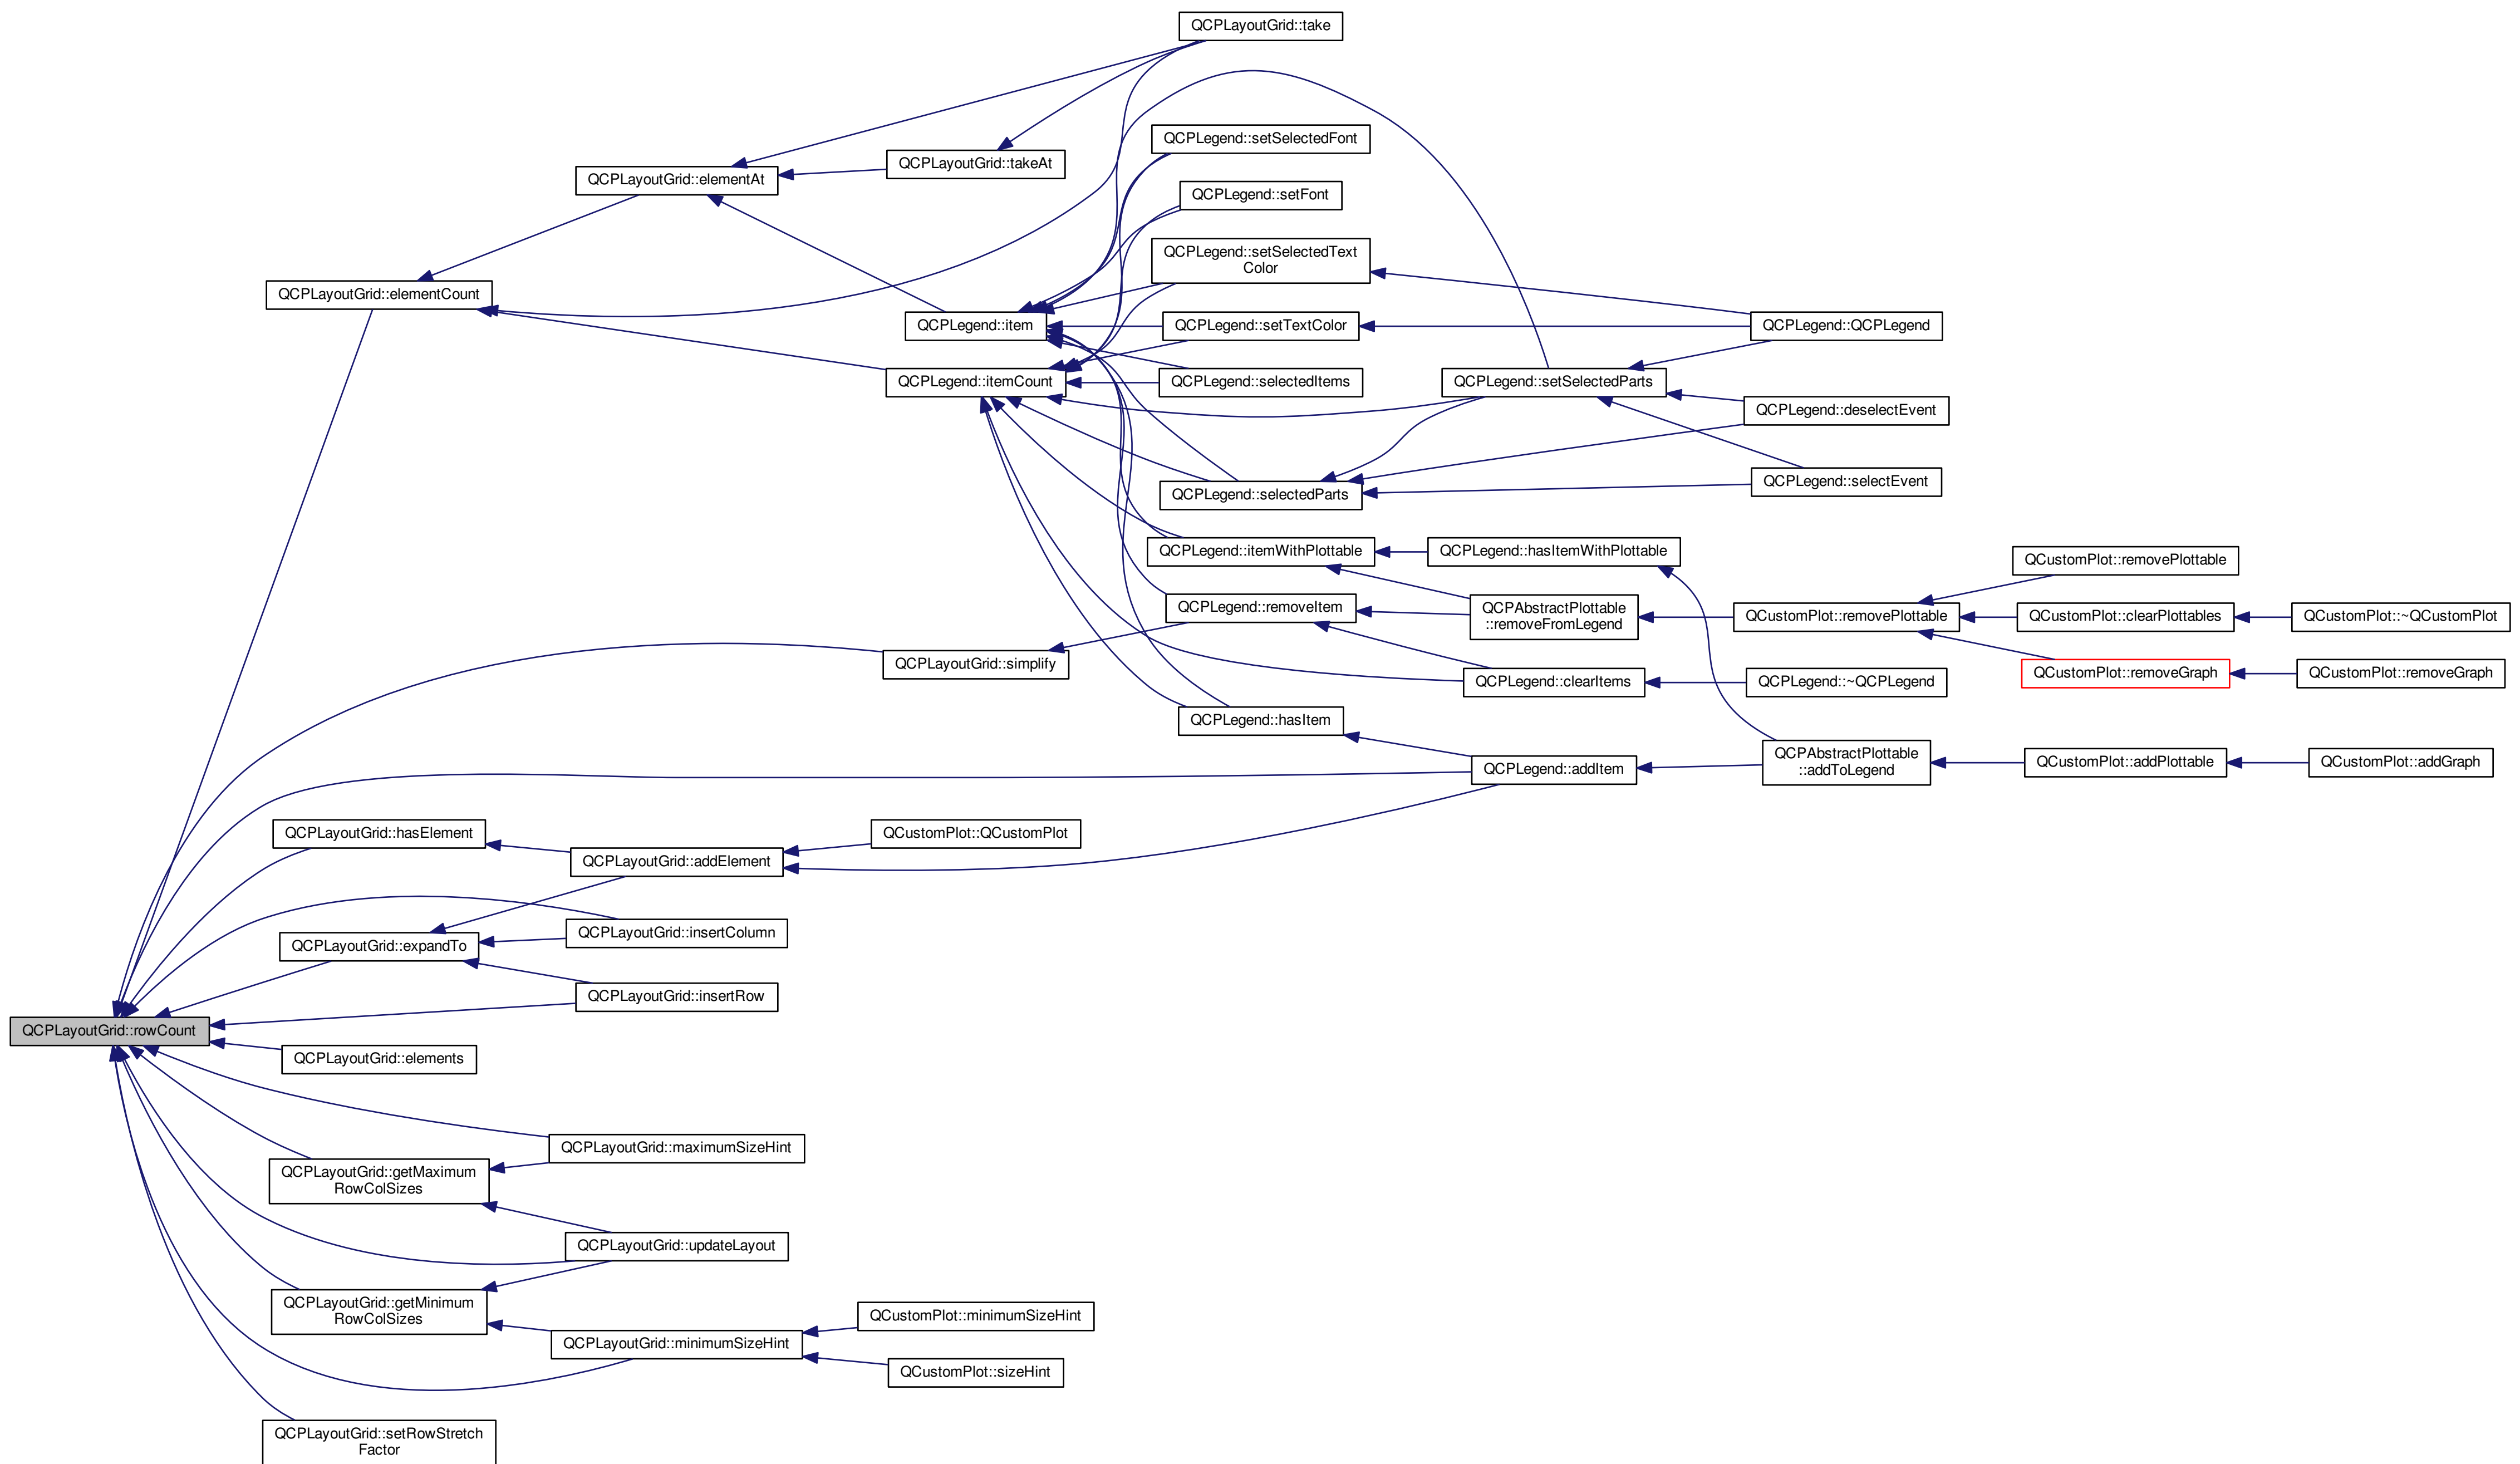 QCPLayoutGrid::take
QCPLegend::setSelectedFont
QCPLayoutGrid::takeAt
QCPLayoutGrid::elementAt
QCPLegend::setFont
QCPLegend::setSelectedText
Color
QCPLayoutGrid::elementCount
QCPLegend::item
QCPLegend::setTextColor
QCPLegend::QCPLegend
QCPLegend::itemCount
QCPLegend::selectedItems
QCPLegend::setSelectedParts
QCPLegend::deselectEvent
QCPLegend::selectEvent
QCPLegend::selectedParts
QCPLegend::itemWithPlottable
QCPLegend::hasItemWithPlottable
QCustomPlot::removePlottable
QCPLegend::removeItem
QCPAbstractPlottable
::removeFromLegend
QCustomPlot::removePlottable
QCustomPlot::clearPlottables
QCustomPlot::~QCustomPlot
QCPLayoutGrid::simplify
QCPLegend::clearItems
QCPLegend::~QCPLegend
QCustomPlot::removeGraph
QCustomPlot::removeGraph
QCPLegend::hasItem
QCPLegend::addItem
QCPAbstractPlottable
::addToLegend
QCustomPlot::addPlottable
QCustomPlot::addGraph
QCPLayoutGrid::hasElement
QCustomPlot::QCustomPlot
QCPLayoutGrid::addElement
QCPLayoutGrid::insertColumn
QCPLayoutGrid::expandTo
QCPLayoutGrid::insertRow
QCPLayoutGrid::rowCount
QCPLayoutGrid::elements
QCPLayoutGrid::maximumSizeHint
QCPLayoutGrid::getMaximum
RowColSizes
QCPLayoutGrid::updateLayout
QCPLayoutGrid::getMinimum
RowColSizes
QCustomPlot::minimumSizeHint
QCPLayoutGrid::minimumSizeHint
QCustomPlot::sizeHint
QCPLayoutGrid::setRowStretch
Factor